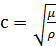 c = √(μ/ρ)